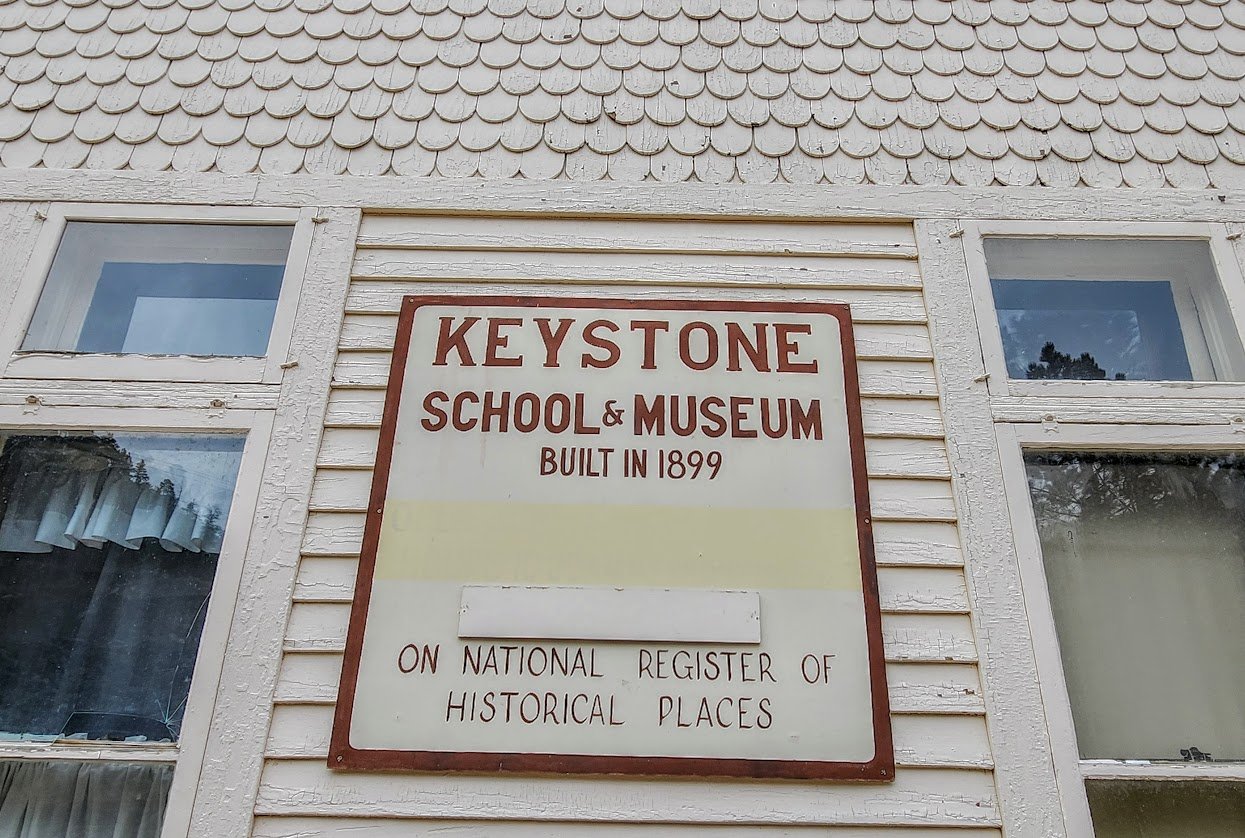 KEYSTONE
SCHOOL & MUSEUM
BUILT IN 1899
ON NATIONAL REGISTER OF
HISTORICAL PLACES